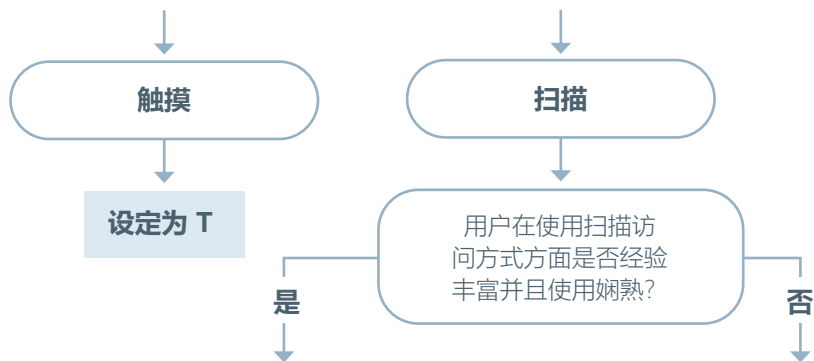 触摸
扫描
设定为 T
用户在使用扫描访
问方式方面是否经验
丰富并且使用娴熟?
是
否